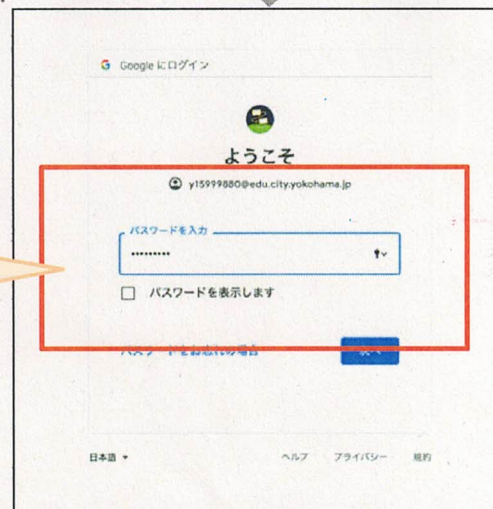 G Google にログイン
ようこそ
y15999880@edu.city.yokohama.jp
パスワードを入力
•••••••••
パスワードを表示します
パスワードをお忘れの場合
次へ
日本語
ヘルプ プライバシー 規約